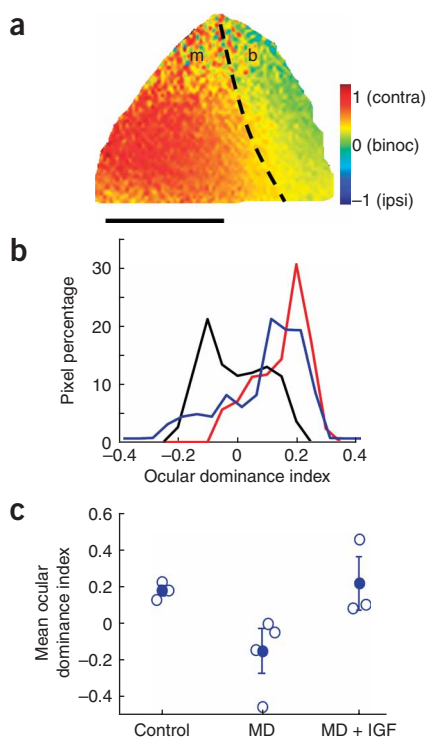 a
m
b
1 (contra)
0 (binoc)
−1 (ipsi)
b
Pixel percentage
30
20
10
0
−0.4
−0.2
0
0.2
0.4
Ocular dominance index
c
Mean ocular
dominance index
0.6
0.4
0.2
0
−0.2
−0.4
Control
MD
MD + IGF